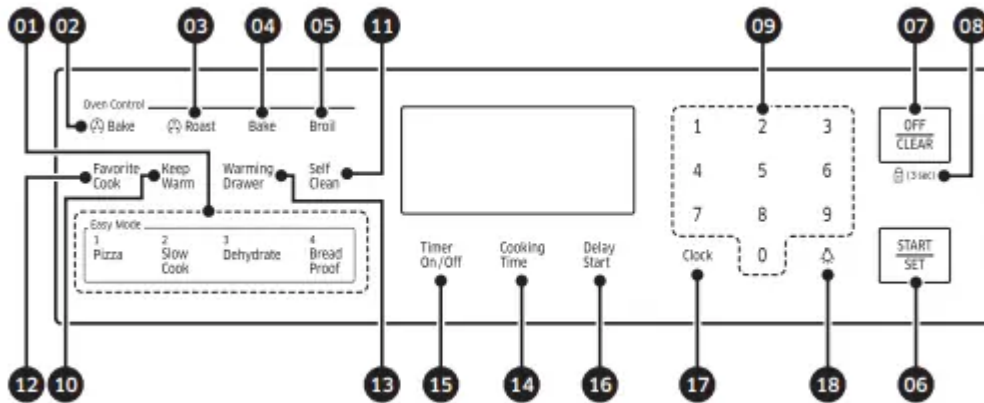 01 02 03 04 05 11 09 07 08
Oven Control
Bake Roast Bake Broil
Favorite Cook
Keep Warm
Warming Drawer
Self Clean
Easy Mode
1 Pizza
2 Slow Cook
3 Dehydrate
4 Bread Proof
Timer On/Off
Cooking Time
Delay Start
1 2 3
4 5 6
7 8 9
Clock 0
OFF
CLEAR
(3 sec)
START
SET
12 10 13 15 14 16 17 18 06